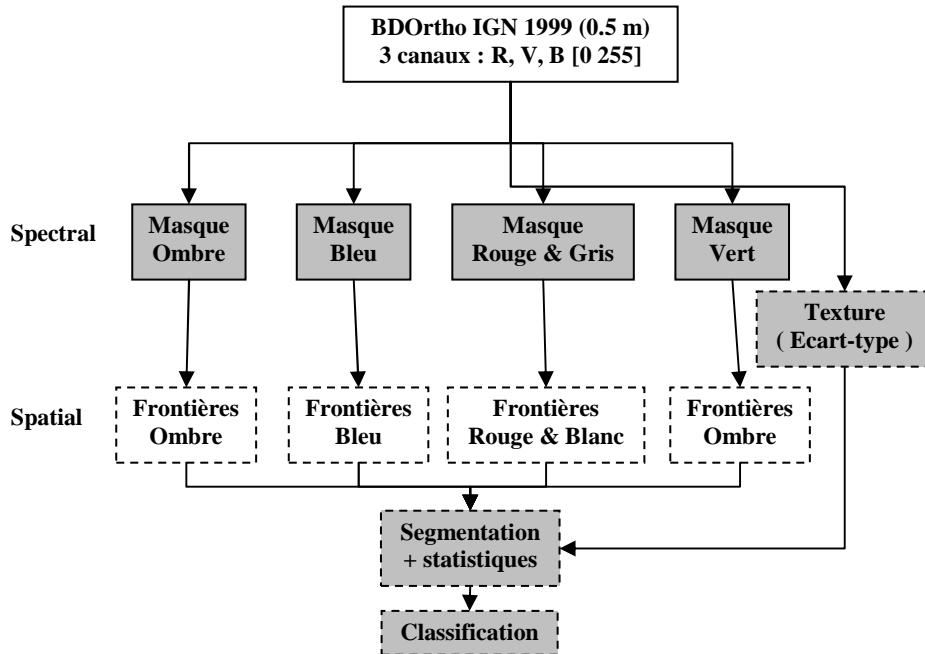 BDOrtho IGN 1999 (0.5 m)
3 canaux : R, V, B [0 255]
Spectral
Masque
Ombre
Masque
Bleu
Masque
Rouge & Gris
Masque
Vert
Texture
( Ecart-type )
Spatial
Frontières
Ombre
Frontières
Bleu
Frontières
Rouge & Blanc
Frontières
Ombre
Segmentation
+ statistiques
Classification